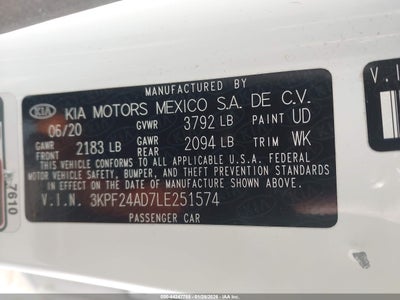 MANUFACTURED BY
KIA KIA MOTORS MEXICO S.A. DE C.V.
06/20 GVWR 3792 LB PAINT UD
GAWR FRONT 2183 LB GAWR REAR 2094 LB TRIM WK
THIS VEHICLE CONFORMS TO ALL APPLICABLE U.S.A. FEDERAL
MOTOR VEHICLE SAFETY, BUMPER, AND THEFT PREVENTION STANDARDS
IN EFFECT ON THE DATE OF MANUFACTURE SHOWN ABOVE.
V.I.N. 3KPF24AD7LE251574
PASSENGER CAR
7610
V.I.